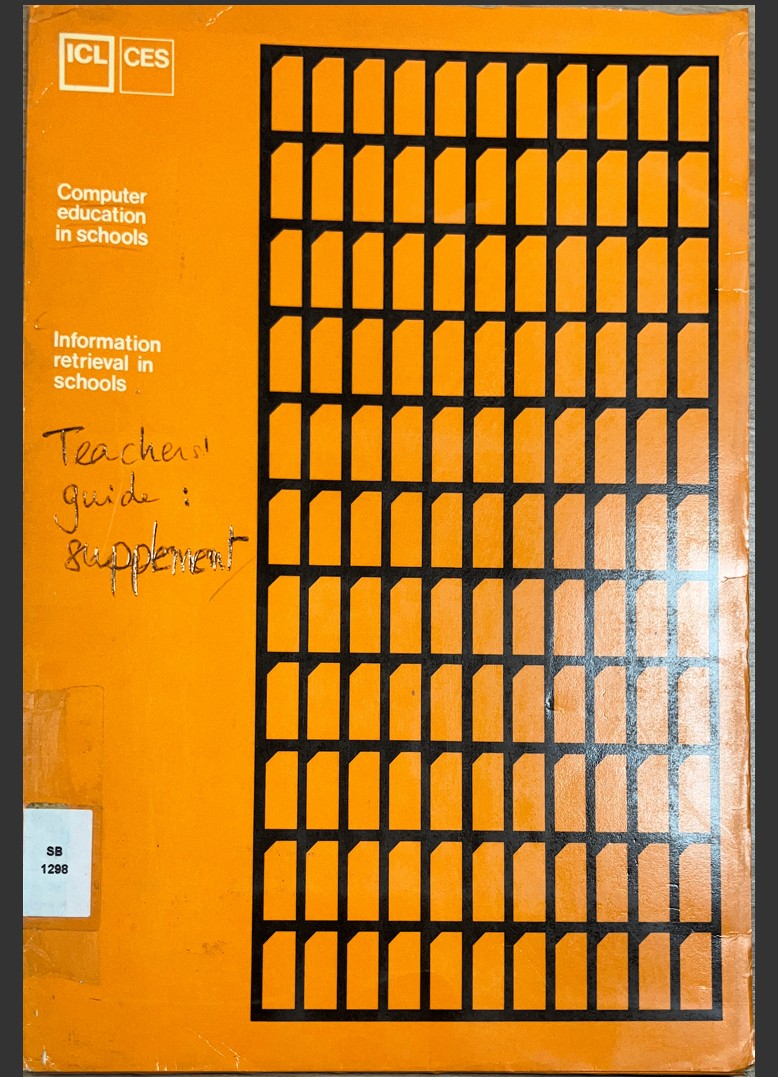 ICL CES
Computer
education
in schools
Information
retrieval in
schools
Teachers'
guide :
supplement
SB
1298